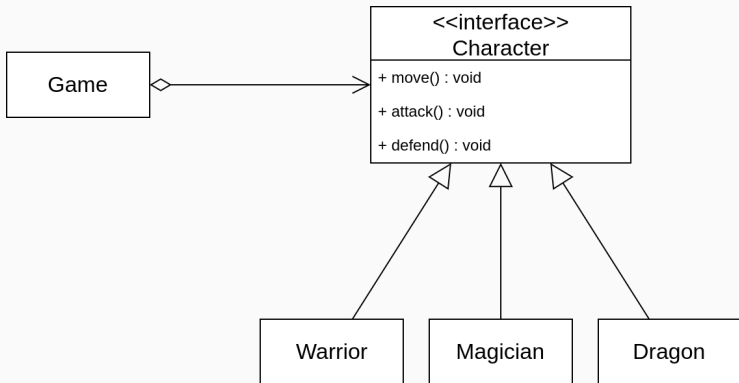 <<interface>>
Character
Game
+ move() : void
+ attack() : void
+ defend() : void
Warrior
Magician
Dragon